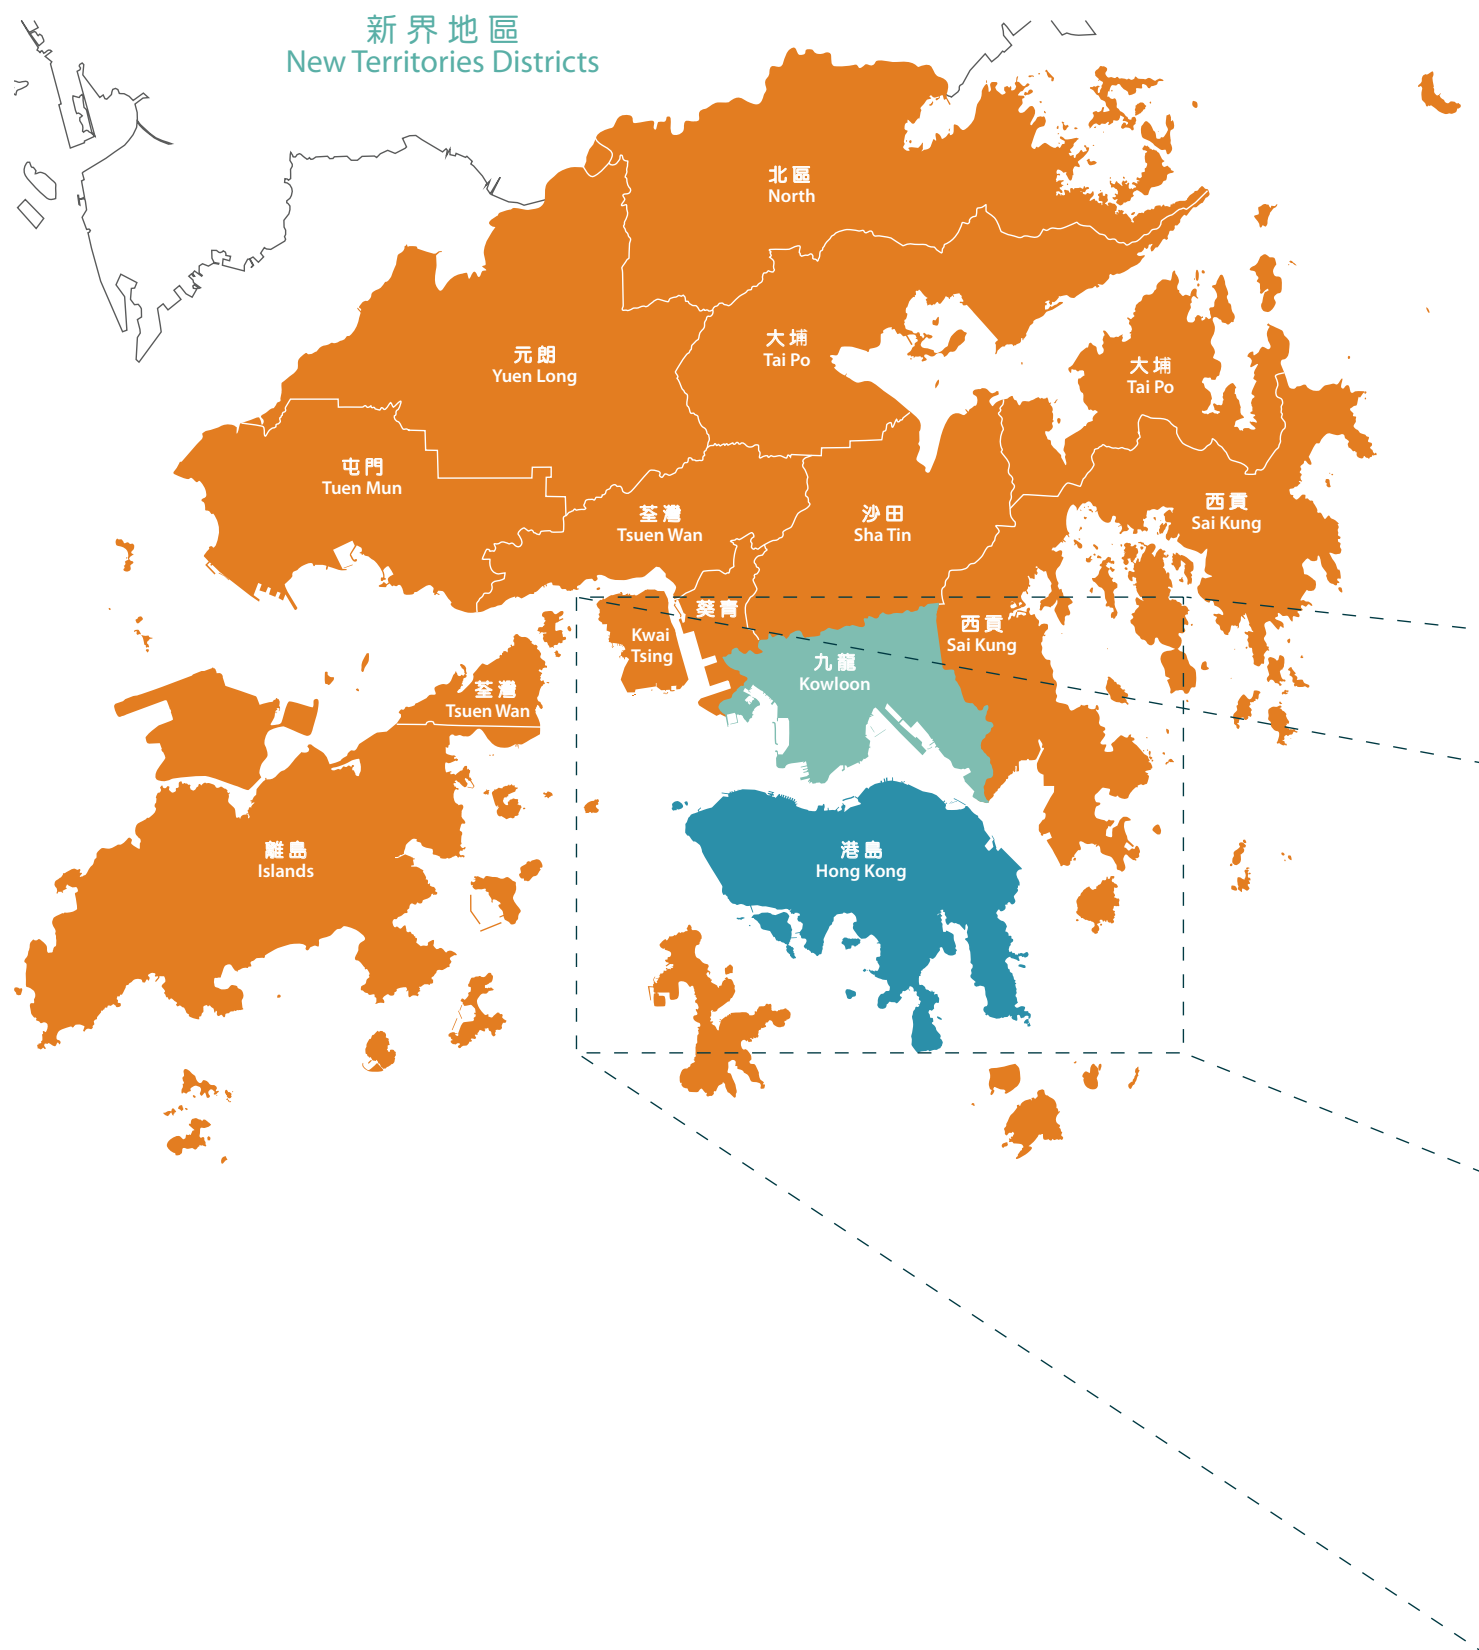 新界地區
New Territories Districts
北區
North
大埔
Tai Po
元朗
Yuen Long
大埔
Tai Po
屯門
Tuen Mun
荃灣
Tsuen Wan
沙田
Sha Tin
西貢
Sai Kung
葵青
Kwai
Tsing
西貢
Sai Kung
九龍
Kowloon
荃灣
Tsuen Wan
離島
Islands
港島
Hong Kong